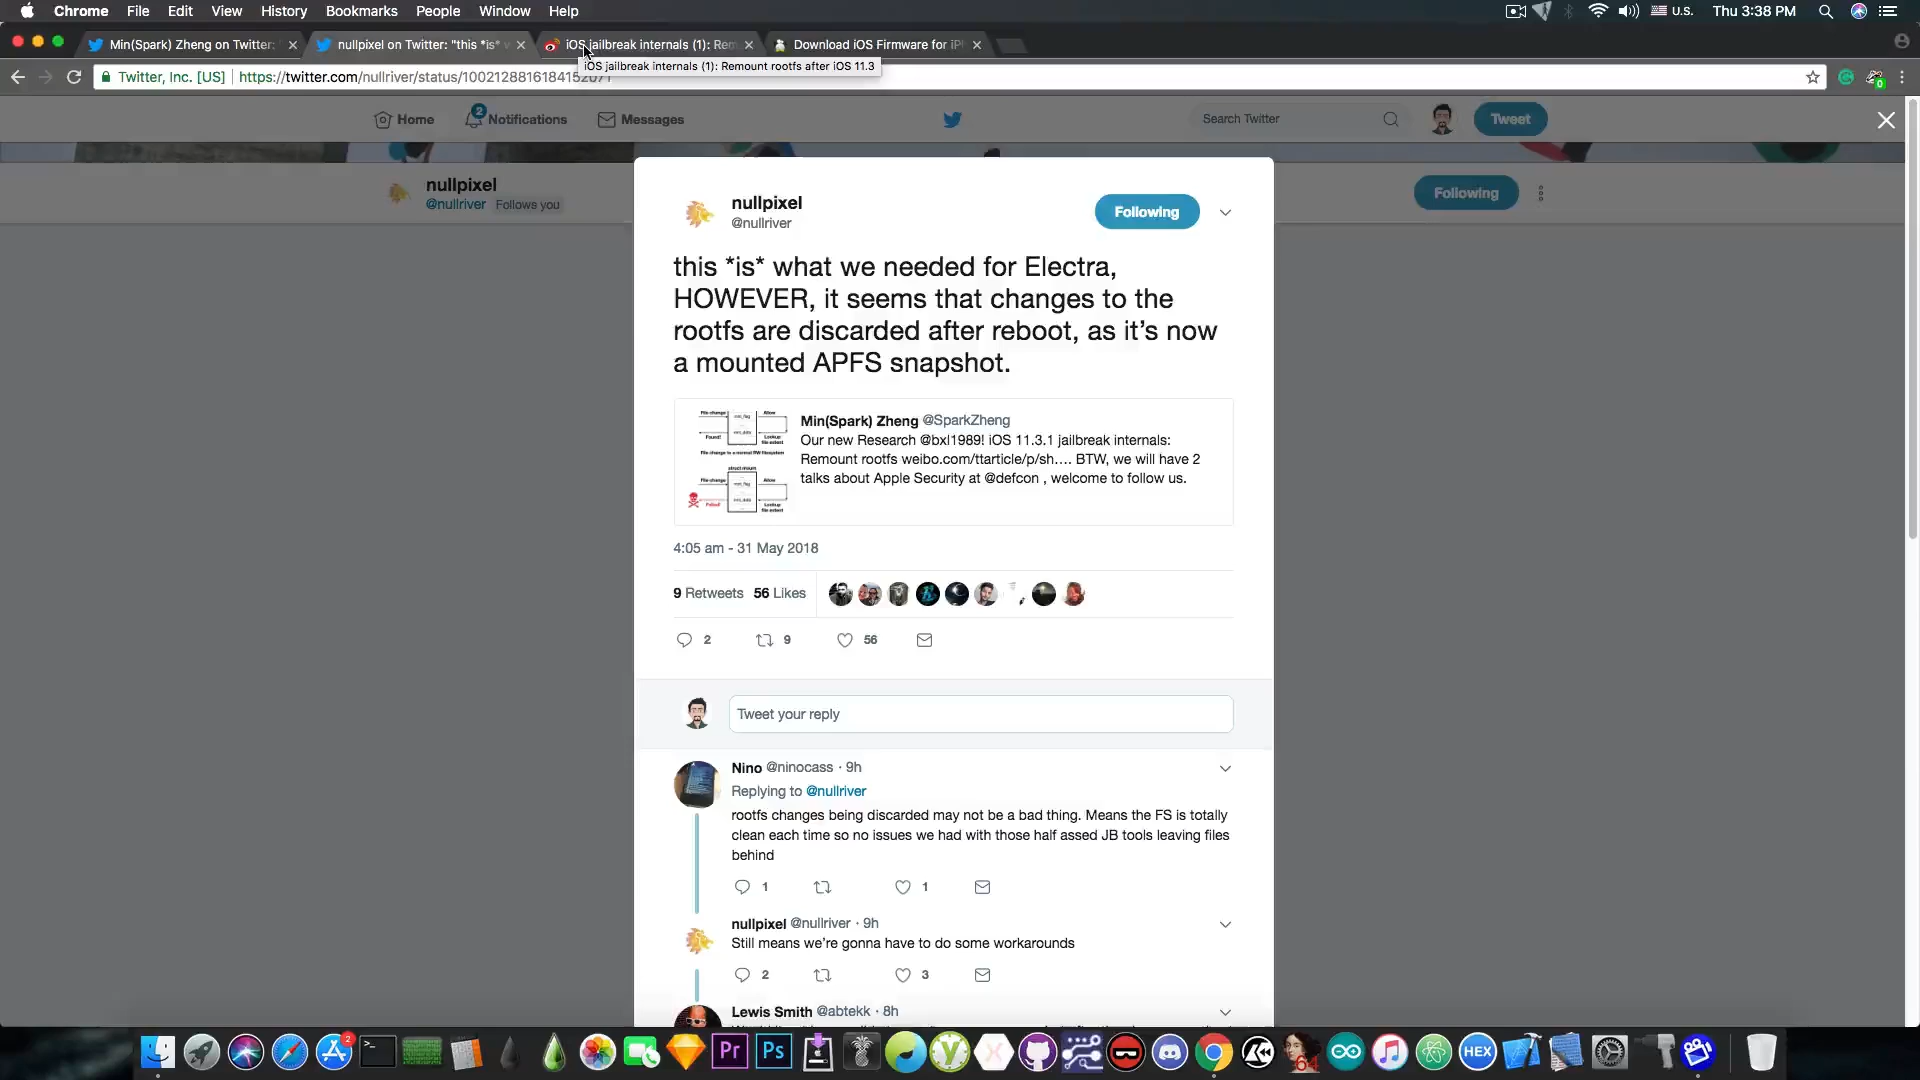 Chrome File Edit View History Bookmarks People Window Help
U.S. Thu 3:38 PM
Min(Spark) Zheng on Twitter:
nullpixel on Twitter: "this *is* w
iOS jailbreak internals (1): Rem
Download iOS Firmware for iP
iOS jailbreak internals (1): Remount rootfs after iOS 11.3
Twitter, Inc. [US] https://twitter.com/nullriver/status/1002128816184152071
0
2
Home Notifications Messages
Search Twitter
Tweet
nullpixel
@nullriver Follows you
Following
nullpixel
@nullriver
Following
this *is* what we needed for Electra,
HOWEVER, it seems that changes to the
rootfs are discarded after reboot, as it’s now
a mounted APFS snapshot.
Min(Spark) Zheng @SparkZheng
Our new Research @bxl1989! iOS 11.3.1 jailbreak internals:
Remount rootfs weibo.com/ttarticle/p/sh…. BTW, we will have 2
talks about Apple Security at @defcon , welcome to follow us.
4:05 am - 31 May 2018
9 Retweets 56 Likes
2 9 56
Tweet your reply
Nino @ninocass · 9h
Replying to @nullriver
rootfs changes being discarded may not be a bad thing. Means the FS is totally
clean each time so no issues we had with those half assed JB tools leaving files
behind
1 1
nullpixel @nullriver · 9h
Still means we’re gonna have to do some workarounds
2 3
Lewis Smith @abtekk · 8h
2
Pr
Ps
64
HEX